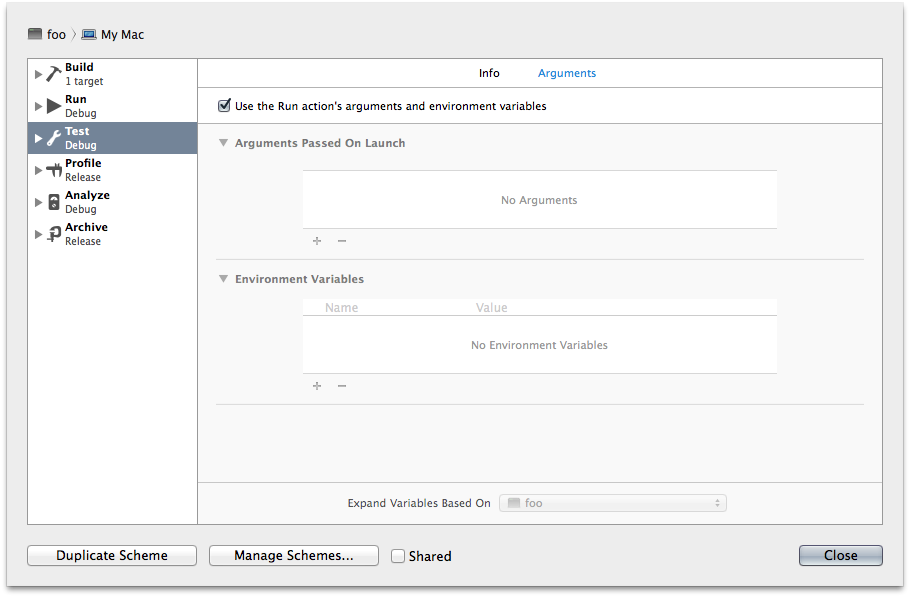 foo 〉 My Mac
Build
1 target
Run
Debug
Test
Debug
Profile
Release
Analyze
Debug
Archive
Release
Info Arguments
Use the Run action's arguments and environment variables
Arguments Passed On Launch
No Arguments
+ −
Environment Variables
Name Value
No Environment Variables
+ −
Expand Variables Based On foo
Duplicate Scheme Manage Schemes... Shared Close